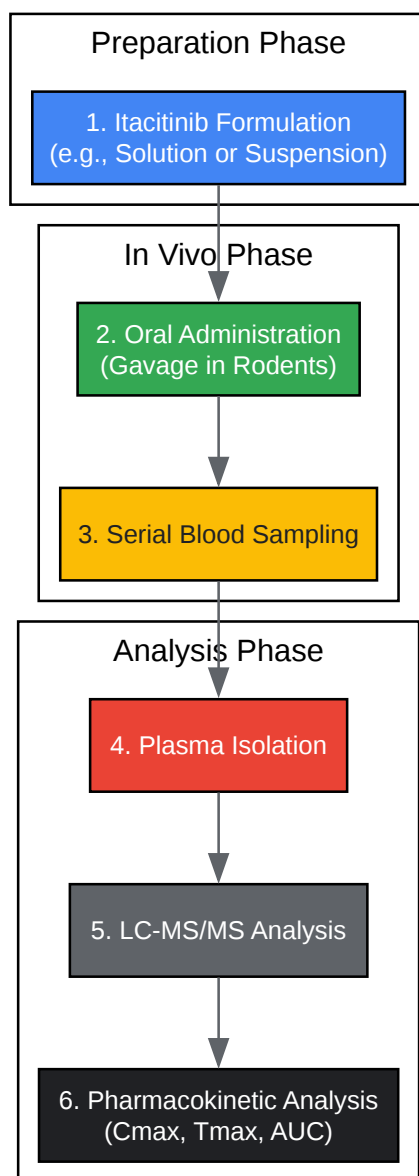 Preparation Phase
1. Itacitinib Formulation
(e.g., Solution or Suspension)
In Vivo Phase
2. Oral Administration
(Gavage in Rodents)
3. Serial Blood Sampling
Analysis Phase
4. Plasma Isolation
5. LC-MS/MS Analysis
6. Pharmacokinetic Analysis
(Cmax, Tmax, AUC)